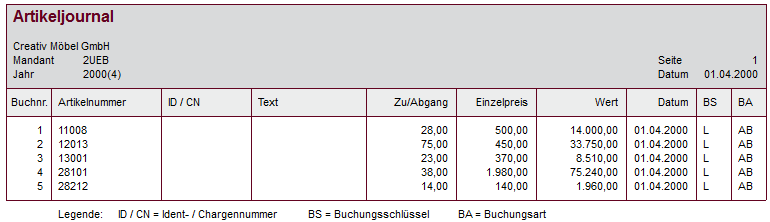 Artikeljournal
Creativ Möbel GmbH
Mandant 2UEB Seite 1
Jahr 2000(4) Datum 01.04.2000
Buchnr. Artikelnummer ID / CN Text Zu/Abgang Einzelpreis Wert Datum BS BA
1 11008 28,00 500,00 14.000,00 01.04.2000 L AB
2 12013 75,00 450,00 33.750,00 01.04.2000 L AB
3 13001 23,00 370,00 8.510,00 01.04.2000 L AB
4 28101 38,00 1.980,00 75.240,00 01.04.2000 L AB
5 28212 14,00 140,00 1.960,00 01.04.2000 L AB
Legende: ID / CN = Ident- / Chargennummer BS = Buchungsschlüssel BA = Buchungsart